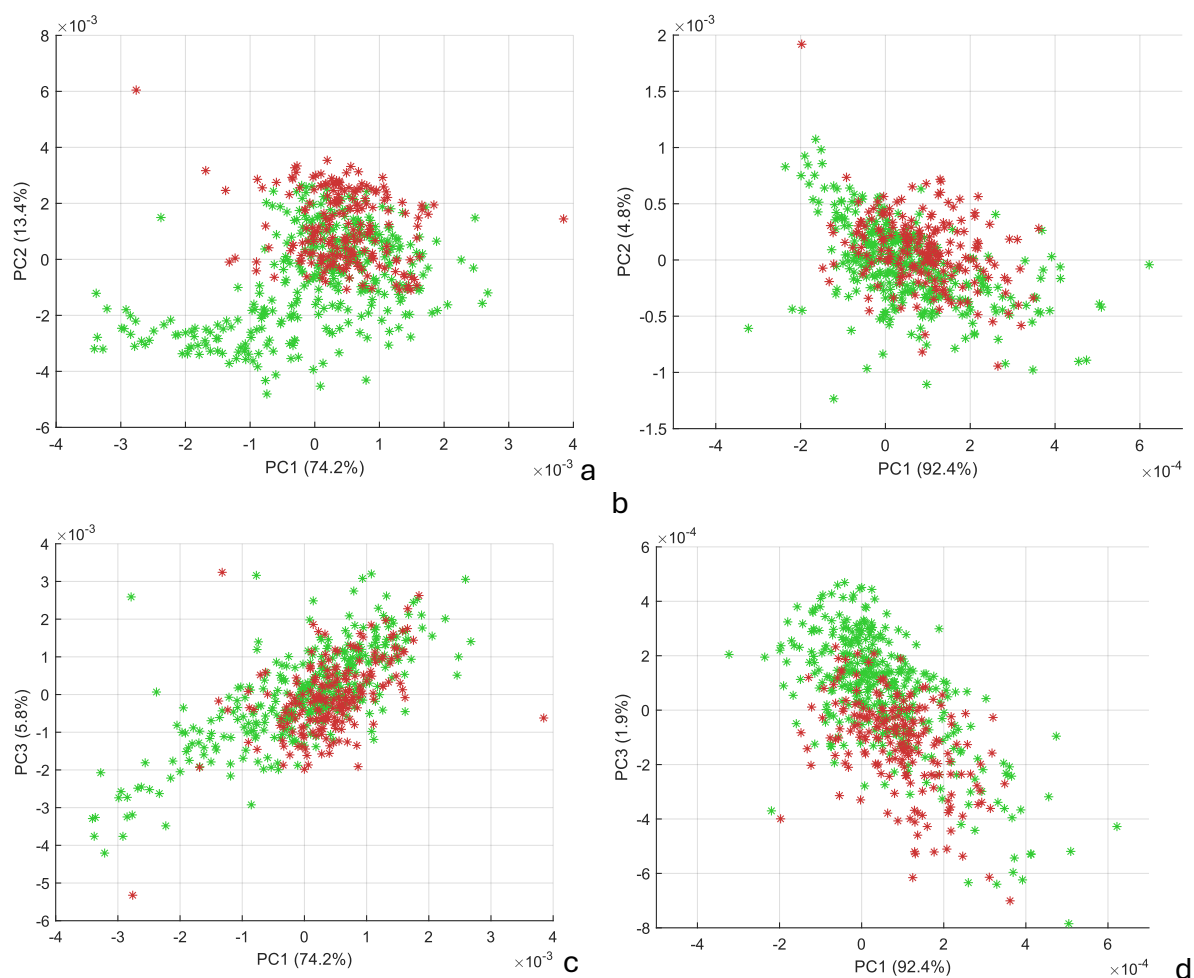 ×10-3
8
6
4
2
0
-2
-4
-6
PC2 (13.4%)
-4 -3 -2 -1 0 1 2 3 4
PC1 (74.2%)
×10-3
a
×10-3
2
1.5
1
0.5
0
-0.5
-1
-1.5
PC2 (4.8%)
-4 -2 0 2 4 6
PC1 (92.4%)
×10-4
b
×10-3
4
3
2
1
0
-1
-2
-3
-4
-5
-6
PC3 (5.8%)
-4 -3 -2 -1 0 1 2 3 4
PC1 (74.2%)
×10-3
c
×10-4
6
4
2
0
-2
-4
-6
-8
PC3 (1.9%)
-4 -2 0 2 4 6
PC1 (92.4%)
×10-4
d